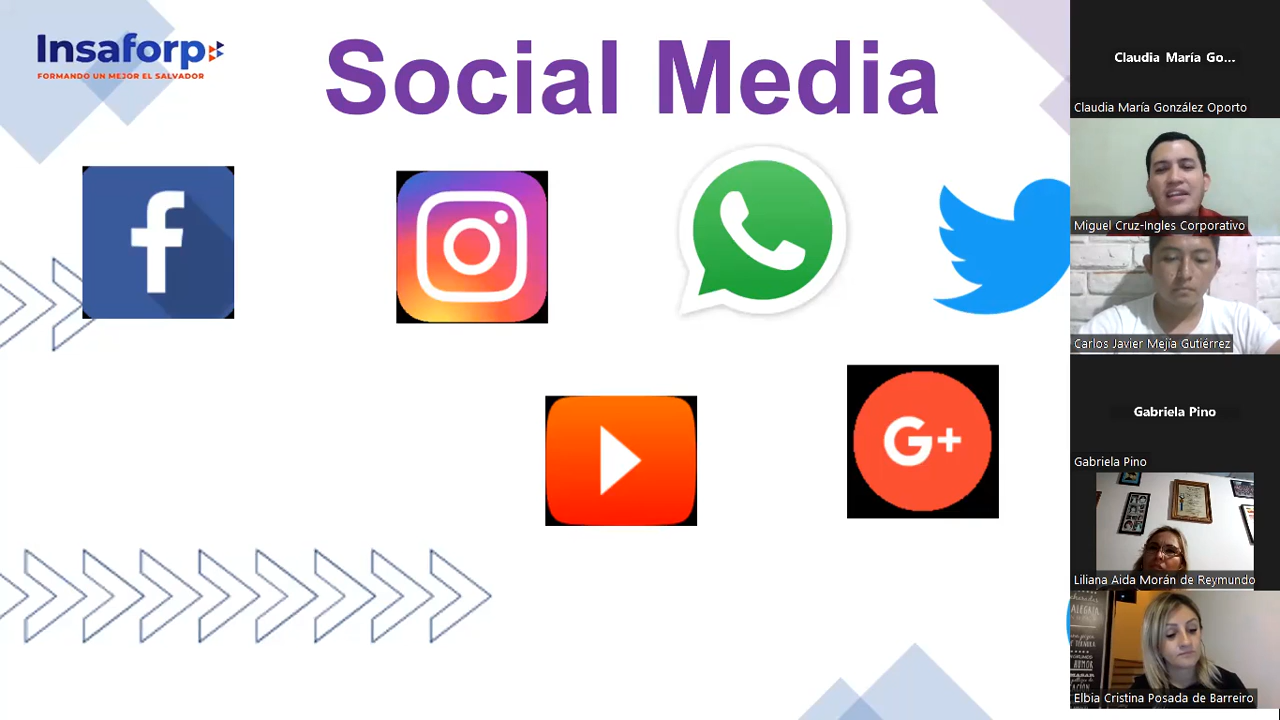 Insaforp
FORMANDO UN MEJOR EL SALVADOR
Social Media
f
G+
Claudia María Go...
Claudia María González Oporto
Miguel Cruz-Ingles Corporativo
Carlos Javier Mejía Gutiérrez
Gabriela Pino
Gabriela Pino
Liliana Aida Morán de Reymundo
Elbia Cristina Posada de Barreiro